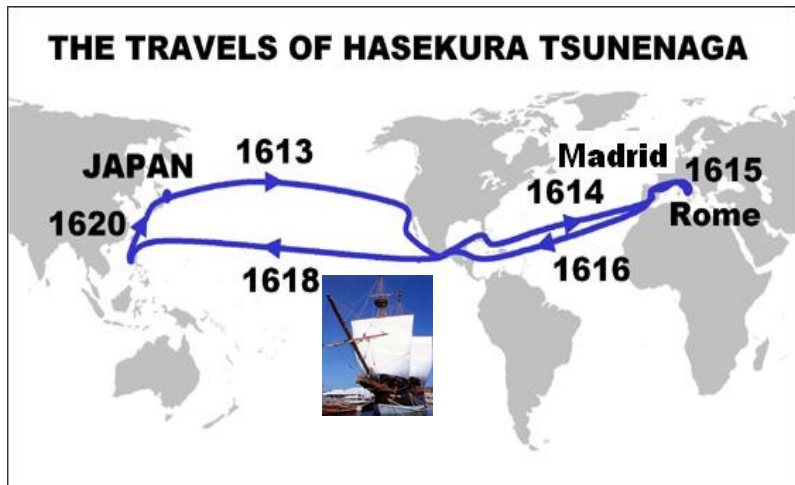 THE TRAVELS OF HASEKURA TSUNENAGA
JAPAN
1613
Madrid
1615
1614
Rome
1620
1618
1616